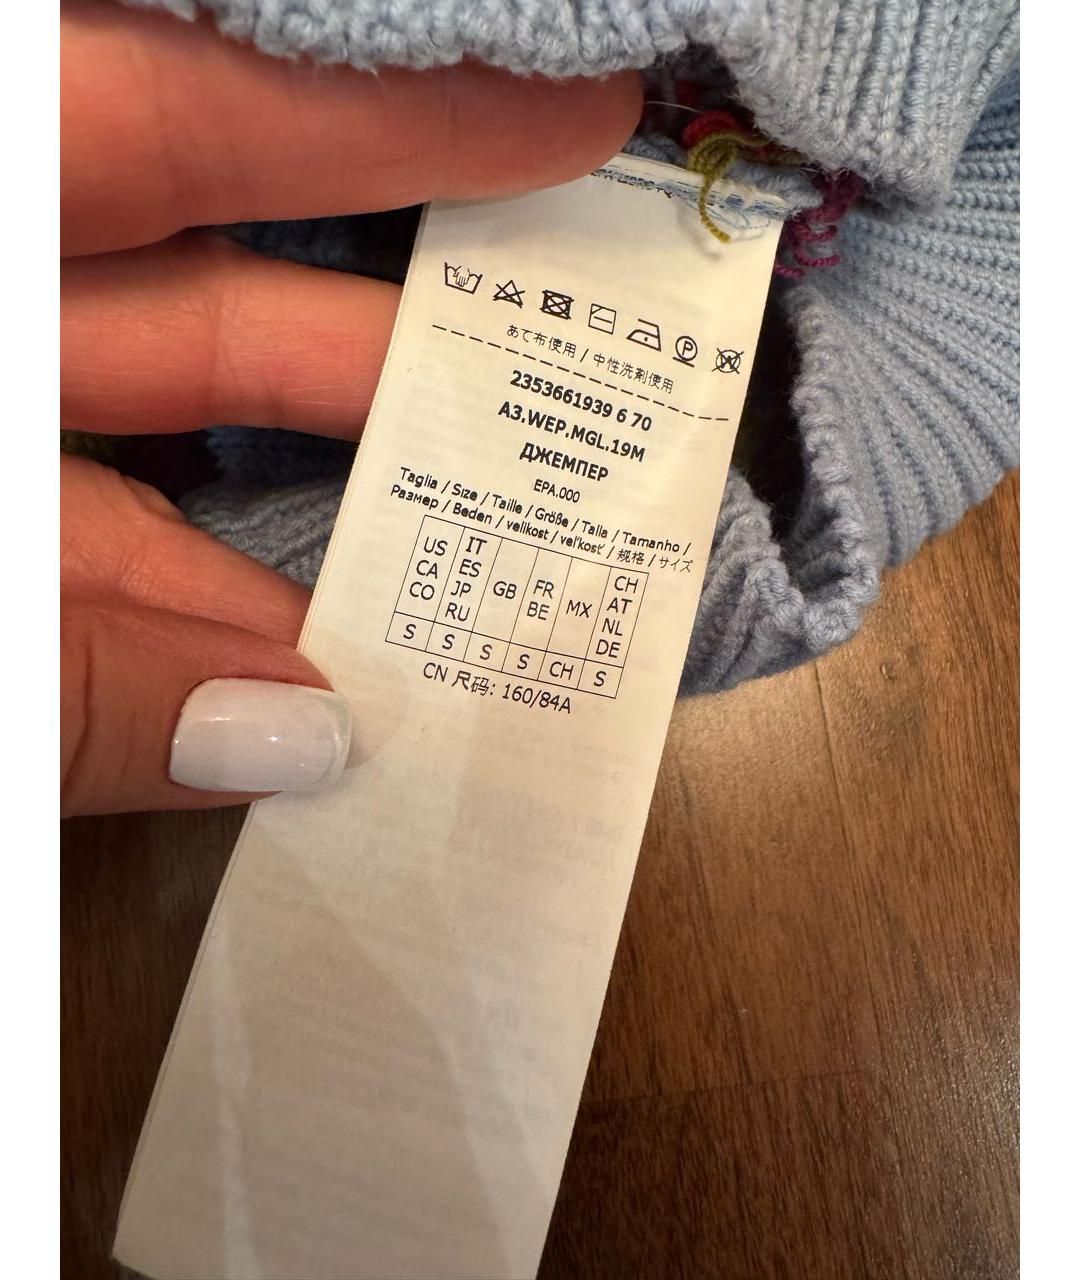 あて布使用 / 中性洗剤使用
2353661939 6 70
A3.WEP.MGL.19M
ДЖЕМПЕР
EPA.000
Taglia / Size / Taille / Größe / Talla / Tamanho /
Размер / Beden / velikost / veľkosť / 规格 / サイズ
US CA CO IT ES JP RU GB FR BE MX CH AT NL DE
S S S S CH S
CN 尺码: 160/84A